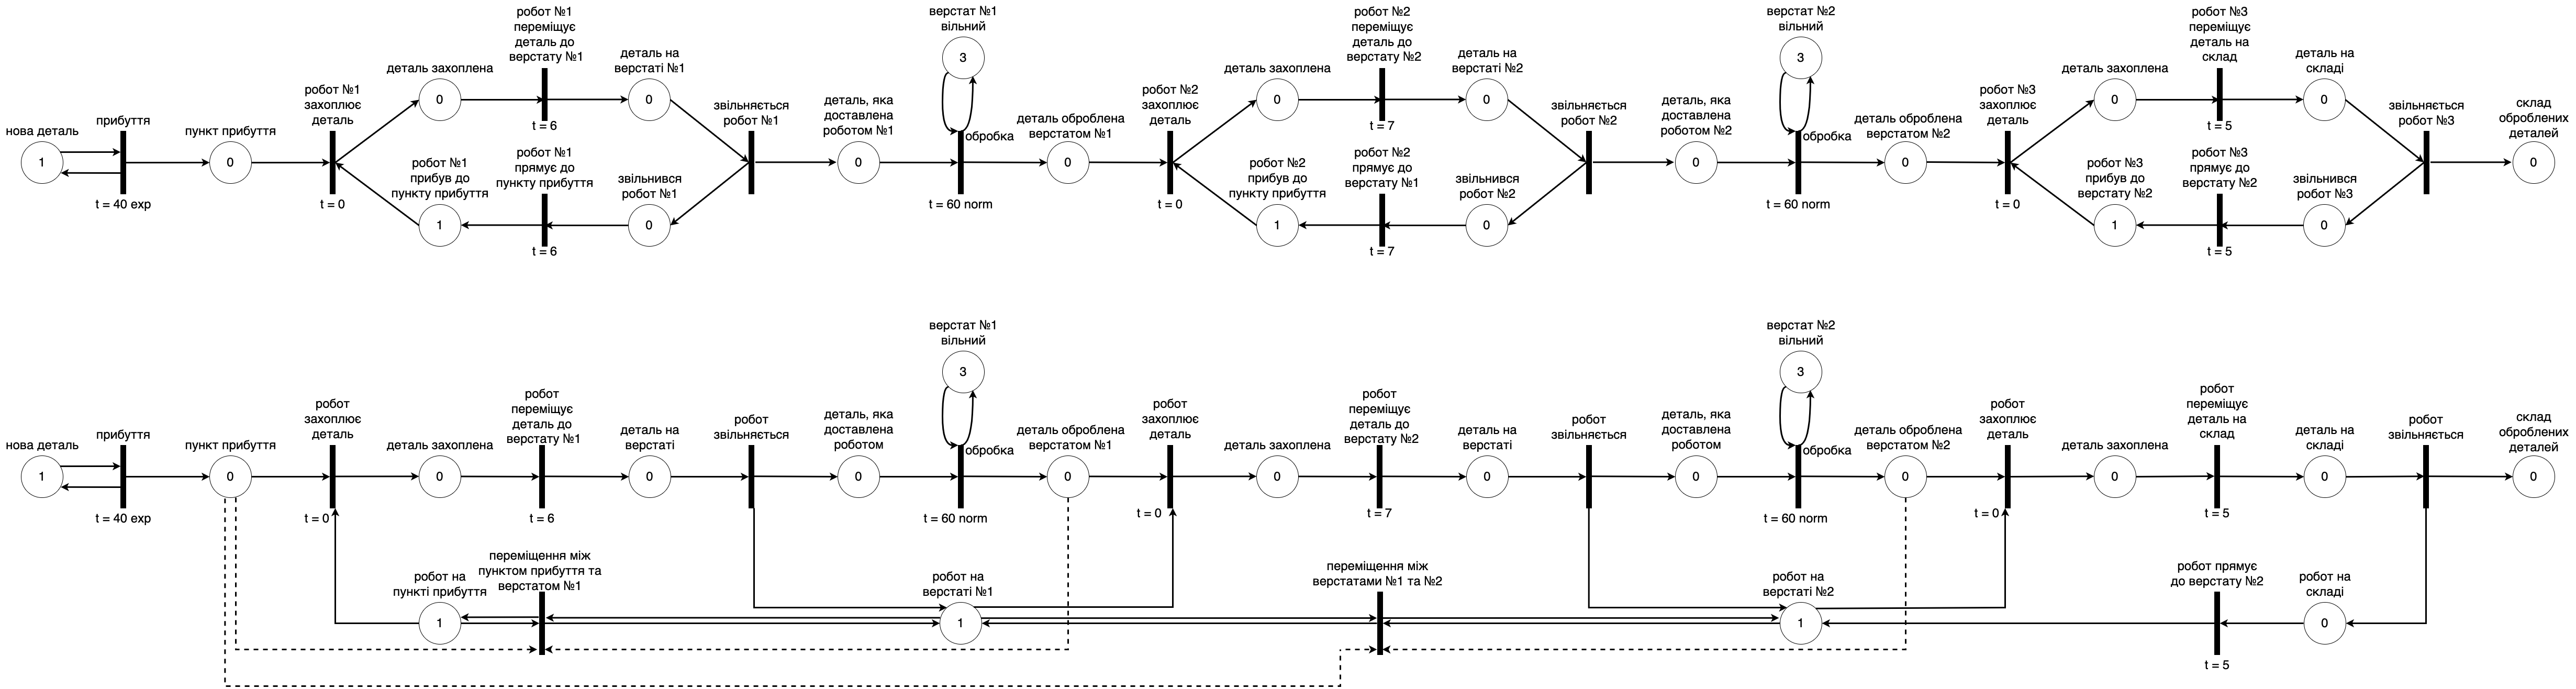 нова деталь
1
прибуття
t = 40 exp
пункт прибуття
0
робот №1
захоплює
деталь
t = 0
деталь захоплена
0
робот №1
прибув до
пункту прибуття
1
робот №1
переміщує
деталь до
верстату №1
t = 6
робот №1
прямує до
пункту прибуття
t = 6
деталь на
верстаті №1
0
звільнився
робот №1
0
звільняється
робот №1
деталь, яка
доставлена
роботом №1
0
верстат №1
вільний
3
обробка
t = 60 norm
деталь оброблена
верстатом №1
0
робот №2
захоплює
деталь
t = 0
деталь захоплена
0
робот №2
прибув до
пункту прибуття
1
робот №2
переміщує
деталь до
верстату №2
t = 7
робот №2
прямує до
верстату №1
t = 7
деталь на
верстаті №2
0
звільнився
робот №2
0
звільняється
робот №2
деталь, яка
доставлена
роботом №2
0
верстат №2
вільний
3
обробка
t = 60 norm
деталь оброблена
верстатом №2
0
робот №3
захоплює
деталь
t = 0
деталь захоплена
0
робот №3
прибув до
верстату №2
1
робот №3
переміщує
деталь на
склад
t = 5
робот №3
прямує до
верстату №2
t = 5
деталь на
складі
0
звільнився
робот №3
0
звільняється
робот №3
склад
оброблених
деталей
0
нова деталь
1
прибуття
t = 40 exp
пункт прибуття
0
робот
захоплює
деталь
t = 0
деталь захоплена
0
робот
переміщує
деталь до
верстату №1
t = 6
деталь на
верстаті
0
робот
звільняється
деталь, яка
доставлена
роботом
0
верстат №1
вільний
3
обробка
t = 60 norm
деталь оброблена
верстатом №1
0
робот
захоплює
деталь
t = 0
деталь захоплена
0
робот
переміщує
деталь до
верстату №2
t = 7
деталь на
верстаті
0
робот
звільняється
деталь, яка
доставлена
роботом
0
верстат №2
вільний
3
обробка
t = 60 norm
деталь оброблена
верстатом №2
0
робот
захоплює
деталь
t = 0
деталь захоплена
0
робот
переміщує
деталь на
склад
t = 5
деталь на
складі
0
робот
звільняється
склад
оброблених
деталей
0
робот на
пункті прибуття
1
переміщення між
пунктом прибуття та
верстатом №1
робот на
верстаті №1
1
переміщення між
верстатами №1 та №2
робот на
верстаті №2
1
робот прямує
до верстату №2
t = 5
робот на
складі
0